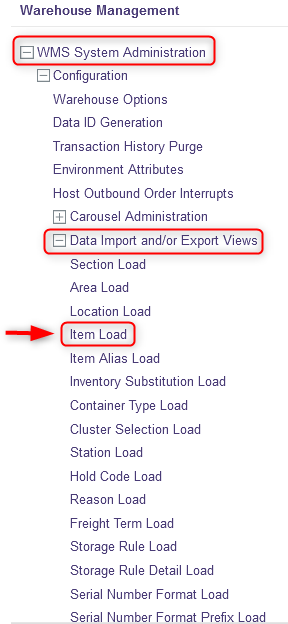 Warehouse Management
WMS System Administration
Configuration
Warehouse Options
Data ID Generation
Transaction History Purge
Environment Attributes
Host Outbound Order Interrupts
Carousel Administration
Data Import and/or Export Views
Section Load
Area Load
Location Load
Item Load
Item Alias Load
Inventory Substitution Load
Container Type Load
Cluster Selection Load
Station Load
Hold Code Load
Reason Load
Freight Term Load
Storage Rule Load
Storage Rule Detail Load
Serial Number Format Load
Serial Number Format Prefix Load